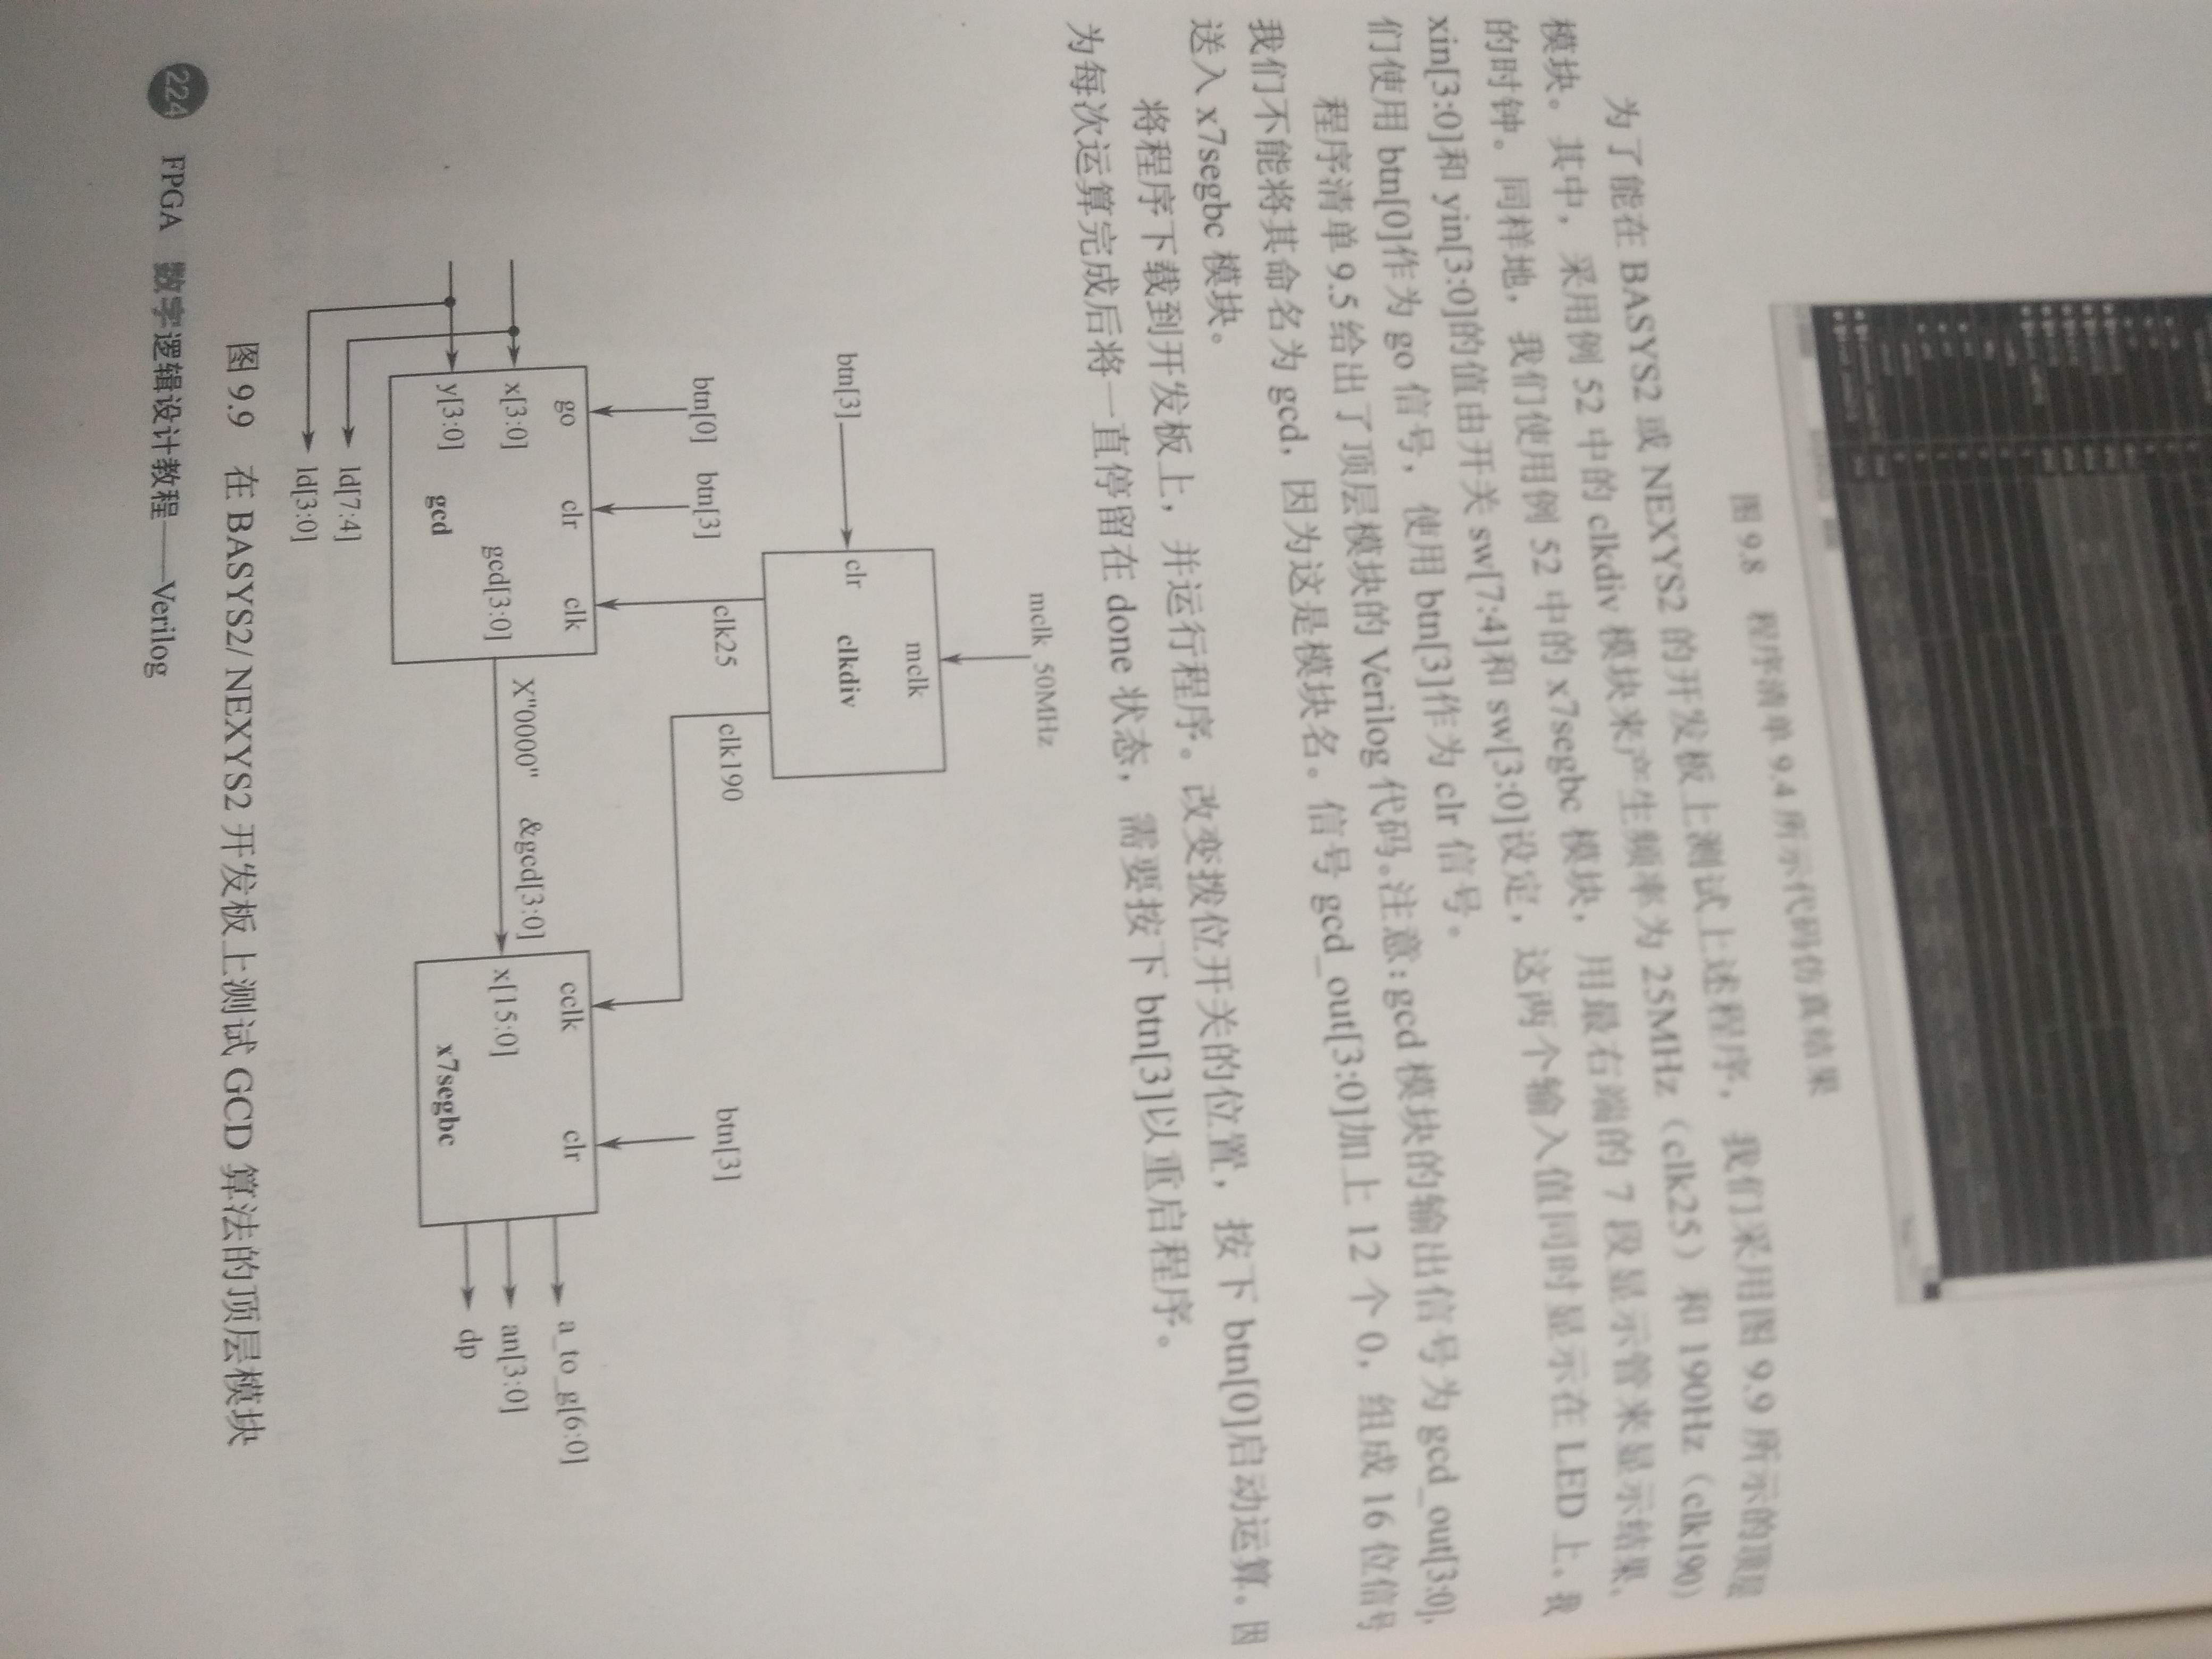 图 9.8 程序清单 9.4 所示代码仿真结果
为了能在 BASYS2 或 NEXYS2 的开发板上测试上述程序，我们采用图 9.9 所示的顶层
模块。其中，采用例 52 中的 clkdiv 模块来产生频率为 25MHz（clk25）和 190Hz（clk190）
的时钟。同样地，我们使用例 52 中的 x7segbc 模块，用最右端的 7 段显示管来显示结果、
xin[3:0]和 yin[3:0]的值由开关 sw[7:4]和 sw[3:0]设定，这两个输入值同时显示在 LED 上。我
们使用 btn[0]作为 go 信号，使用 btn[3]作为 clr 信号。
程序清单 9.5 给出了顶层模块的 Verilog 代码。注意：gcd 模块的输出信号为 gcd_out[3:0],
我们不能将其命名为 gcd，因为这是模块名。信号 gcd_out[3:0]加上 12 个 0，组成 16 位信号
送入 x7segbc 模块。
将程序下载到开发板上，并运行程序。改变拨位开关的位置，按下 btn[0]启动运算。因
为每次运算完成后将一直停留在 done 状态，需要按下 btn[3]以重启程序。
mclk 50MHz
mclk
btn[3]
clr
clkdiv
clk25
clk190
btn[0]
btn[3]
btn[3]
go
clr
clk
x[3:0]
gcd[3:0]
y[3:0]
gcd
X"0000" &gcd[3:0]
cclk
clr
x[15:0]
x7segbc
a_to_g[6:0]
an[3:0]
dp
ld[7:4]
ld[3:0]
图 9.9 在 BASYS2/ NEXYS2 开发板上测试 GCD 算法的顶层模块
224 FPGA 数字逻辑设计教程——Verilog